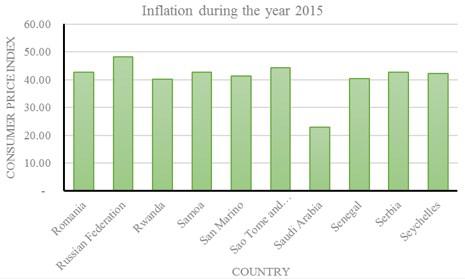 Inflation during the year 2015
60.00
50.00
40.00
30.00
20.00
10.00
-
CONSUMER PRICE INDEX
Romania
Russian Federation
Rwanda
Samoa
San Marino
Sao Tome and…
Saudi Arabia
Senegal
Serbia
Seychelles
COUNTRY